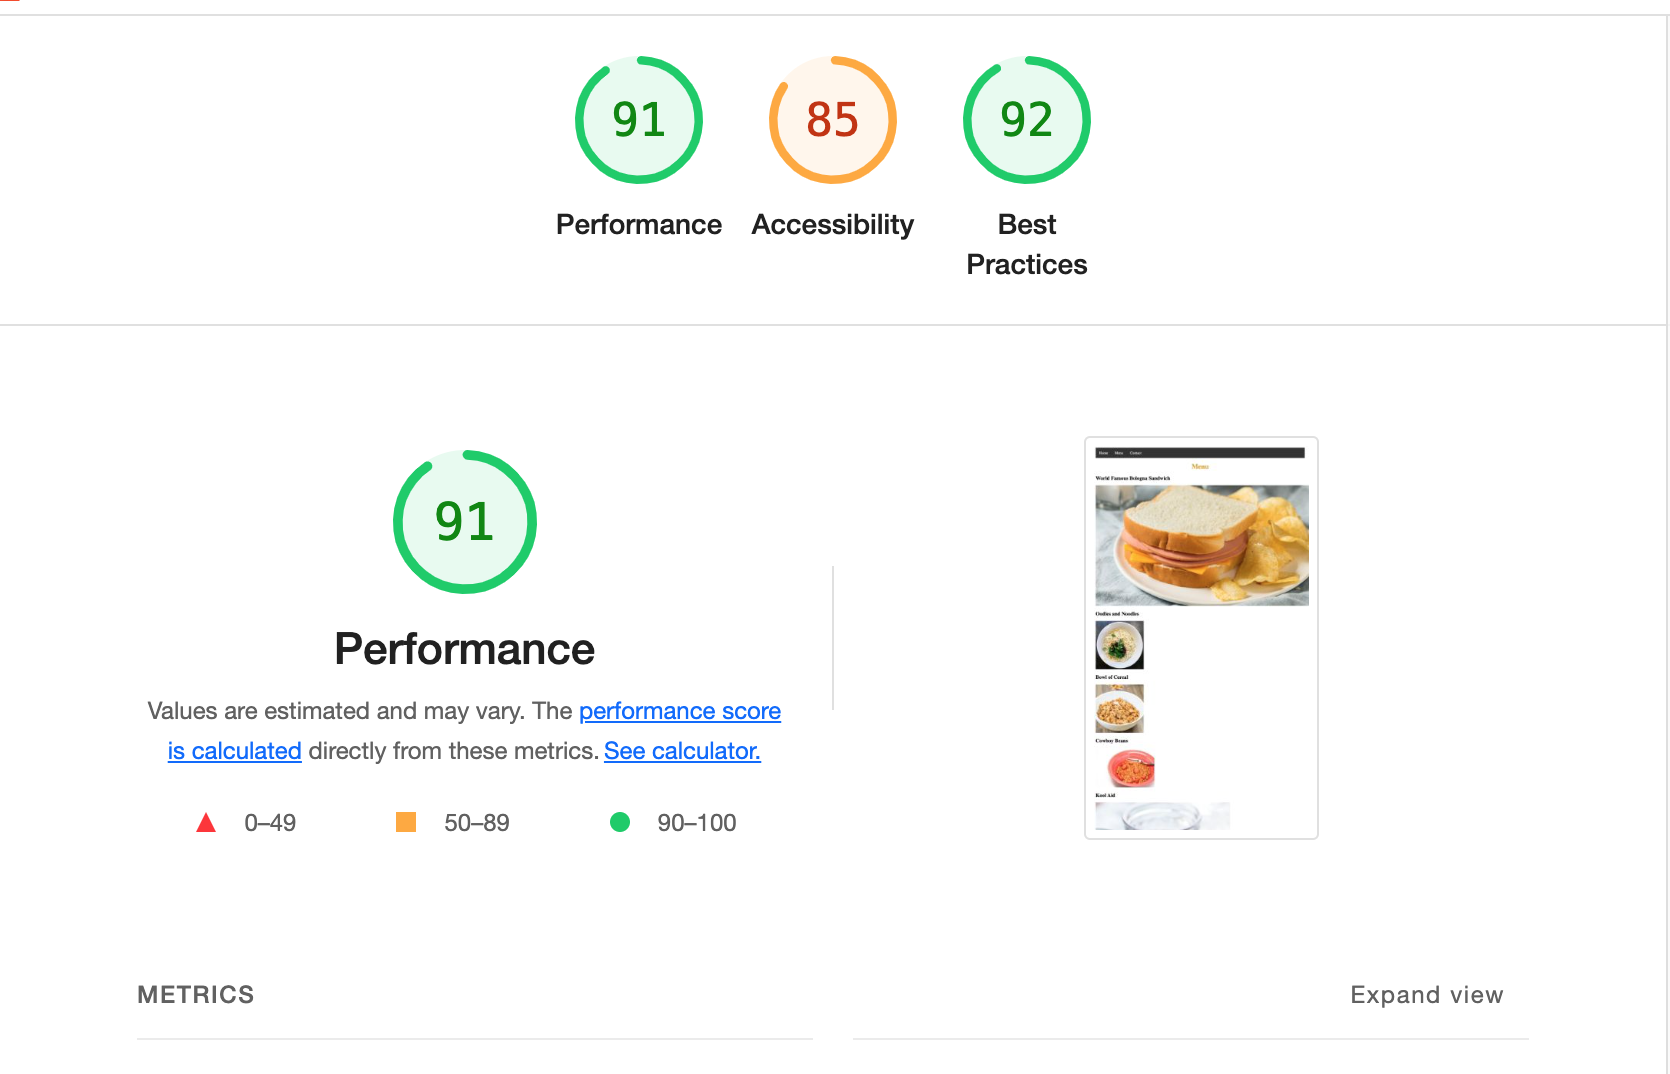 91
85
92
Performance
Accessibility
Best
Practices
91
Performance
Values are estimated and may vary. The performance score
is calculated directly from these metrics. See calculator.
0–49
50–89
90–100
Home Menu Contact
Menu
World Famous Bologna Sandwich
Oodles and Noodles
Bowl of Cereal
Cowboy Beans
Kool Aid
METRICS
Expand view